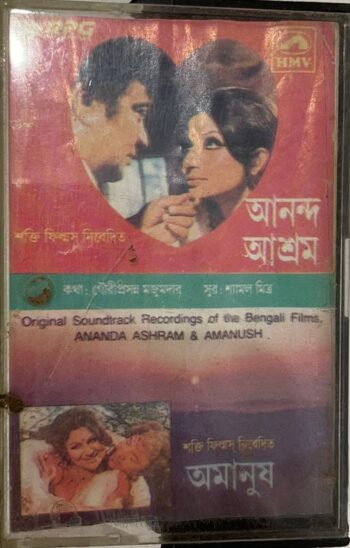 RPG
HMV
আনন্দ
আশ্রম
শক্তি ফিল্মস্ নিবেদিত
কথা: গৌরীপ্রসন্ন মজুমদার সুর: শ্যামল মিত্র
Original Soundtrack Recordings of the Bengali Films,
ANANDA ASHRAM & AMANUSH
শক্তি ফিল্মস্ নিবেদিত
অমানুষ